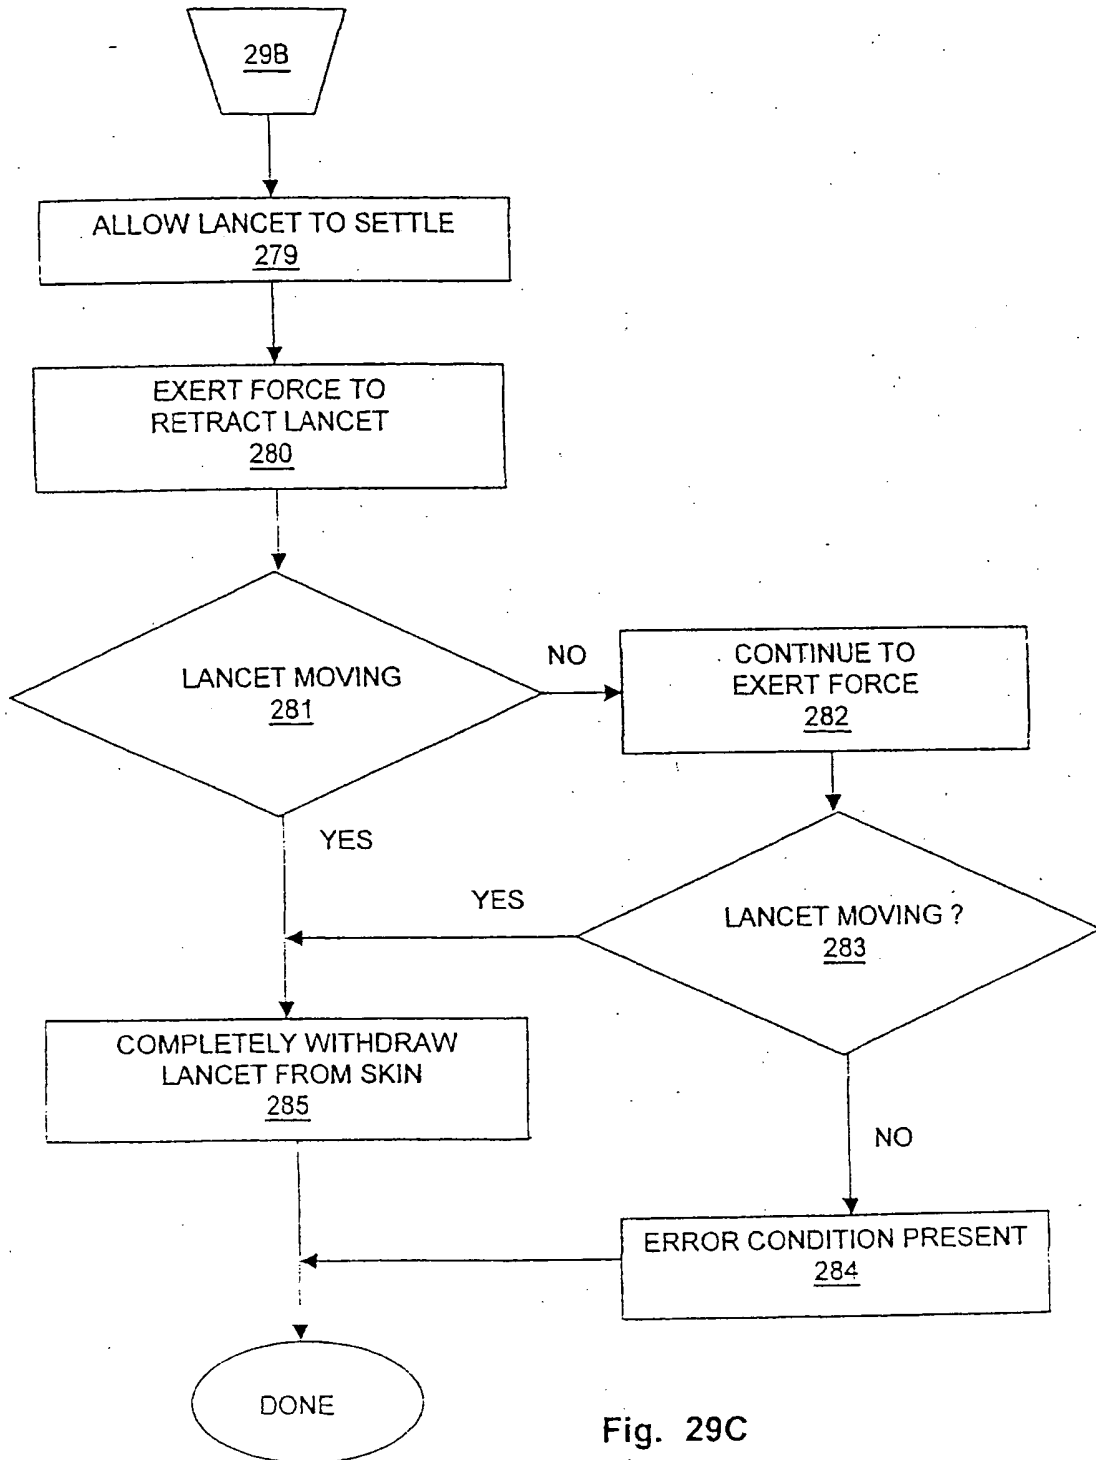 29B
ALLOW LANCET TO SETTLE
279
EXERT FORCE TO
RETRACT LANCET
280
LANCET MOVING
281
NO
CONTINUE TO
EXERT FORCE
282
YES
YES
LANCET MOVING ?
283
COMPLETELY WITHDRAW
LANCET FROM SKIN
285
NO
ERROR CONDITION PRESENT
284
DONE
Fig. 29C